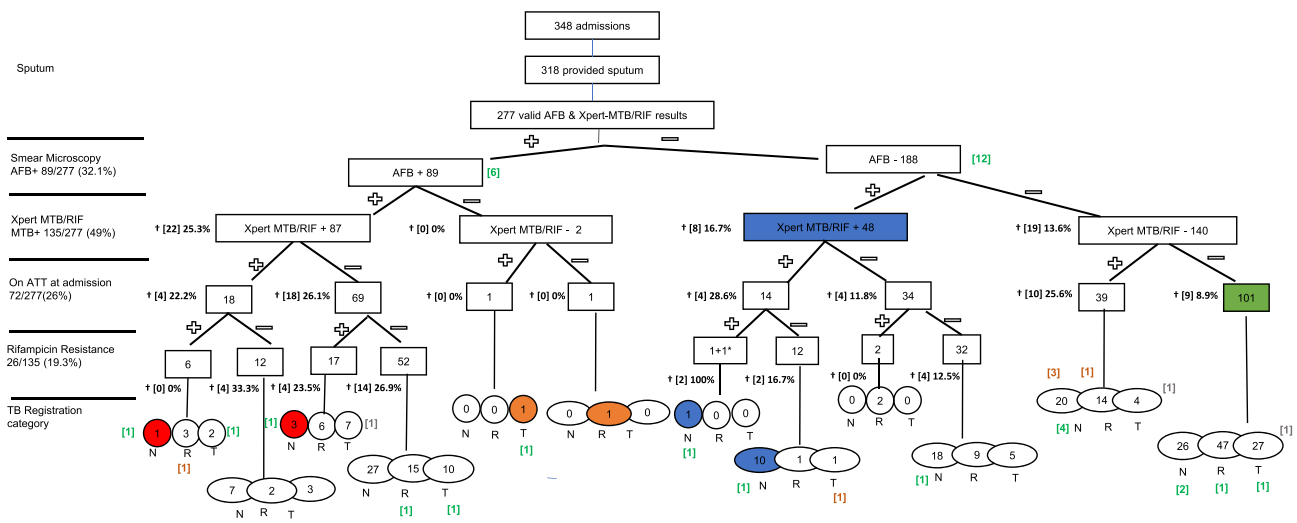 348 admissions
Sputum
318 provided sputum
277 valid AFB & Xpert-MTB/RIF results
Smear Microscopy
AFB+ 89/277 (32.1%)
AFB + 89
[6]
AFB - 188
[12]
Xpert MTB/RIF
MTB+ 135/277 (49%)
† [22] 25.3%
Xpert MTB/RIF + 87
† [0] 0%
Xpert MTB/RIF - 2
† [8] 16.7%
Xpert MTB/RIF + 48
† [19] 13.6%
Xpert MTB/RIF - 140
On ATT at admission
72/277(26%)
† [4] 22.2%
18
† [18] 26.1%
69
† [0] 0%
1
† [0] 0%
1
† [4] 28.6%
14
† [4] 11.8%
34
† [10] 25.6%
39
† [9] 8.9%
101
Rifampicin Resistance
26/135 (19.3%)
6
12
17
52
1+1*
12
2
32
† [0] 0%
† [4] 33.3%
† [4] 23.5%
† [14] 26.9%
† [2] 100%
† [2] 16.7%
† [0] 0%
† [4] 12.5%
TB Registration
category
[1]
1
3
2
[1]
N
R
T
[1]
[1]
3
6
7
[1]
N
R
T
0
0
1
N
R
T
[1]
0
1
0
N
R
T
1
0
0
N
R
T
[1]
0
2
0
N
R
T
[3]
[1]
20
14
4
[1]
[4]
N
R
T
7
2
3
N
R
T
27
15
10
N
R
T
[1]
[1]
10
1
1
[1]
N
R
T
[1]
18
9
5
[1]
N
R
T
26
47
27
[1]
N
R
T
[2]
[1]
[1]